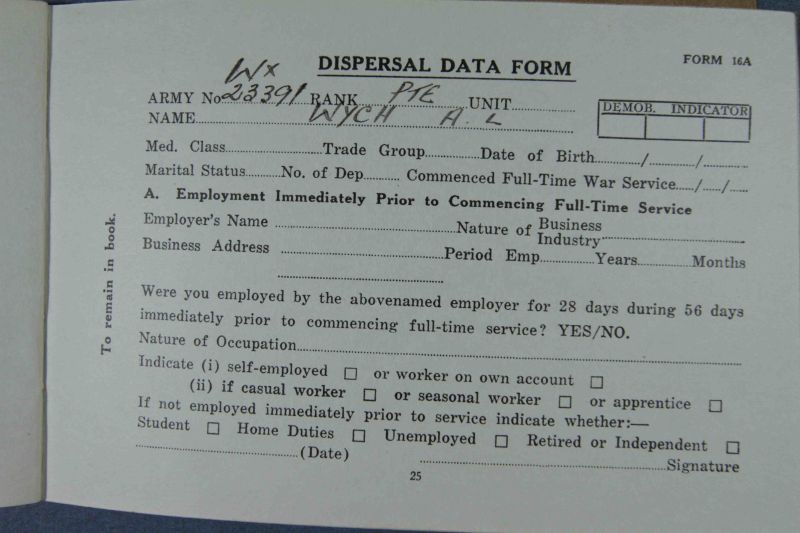 DISPERSAL DATA FORM
FORM 16A
WX
ARMY No 23391 RANK PTE UNIT
DEMOB. INDICATOR
NAME WYCH A. L
Med. Class Trade Group Date of Birth / /
Marital Status No. of Dep Commenced Full-Time War Service / /
A. Employment Immediately Prior to Commencing Full-Time Service
Employer's Name Nature of Business
Industry
Business Address Period Emp. Years Months
Were you employed by the abovenamed employer for 28 days during 56 days
immediately prior to commencing full-time service? YES/NO.
Nature of Occupation
Indicate (i) self-employed □ or worker on own account □
(ii) if casual worker □ or seasonal worker □ or apprentice □
If not employed immediately prior to service indicate whether:—
Student □ Home Duties □ Unemployed □ Retired or Independent □
(Date) Signature
25
To remain in book.